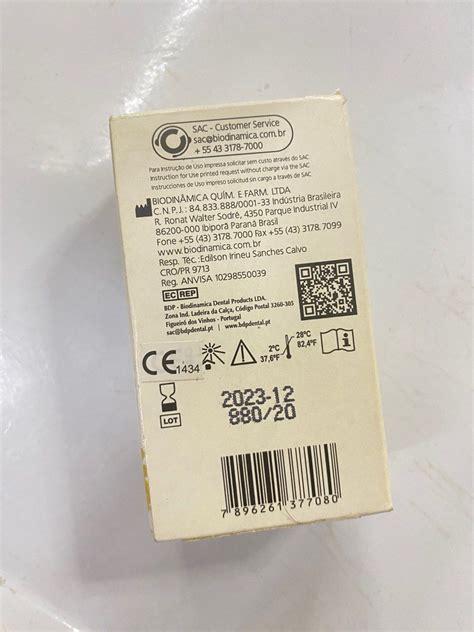 SAC - Customer Service
sac@biodinamica.com.br
+ 55 43 3178-7000
Para Instrução de Uso impressa solicitar sem custo através do SAC
Instruction for Use printed request without charge via the SAC
Instrucciones de Uso impreso solicitud sin cargo a través de SAC
BIODINÂMICA QUÍM. E FARM. LTDA
C.N.P.J.: 84.833.888/0001-33 Indústria Brasileira
R. Ronat Walter Sodré, 4350 Parque Industrial IV
86200-000 Ibiporã Paraná Brasil
Fone +55 (43) 3178.7000 Fax +55 (43) 3178.7099
www.biodinamica.com.br
Resp. Téc.:Edilson Irineu Sanches Calvo
CRO/PR 9713
Reg. ANVISA 10298550039
EC REP
BDP - Biodinamica Dental Products LDA.
Zona Ind. Ladeira da Calça, Código Postal 3260-305
Figueiró dos Vinhos - Portugal
sac@bdpdental.pt | www.bdpdental.pt
CE 1434
2°C
37,6°F
28°C
82,4°F
i
LOT
2023-12
880/20
7 896261 377080